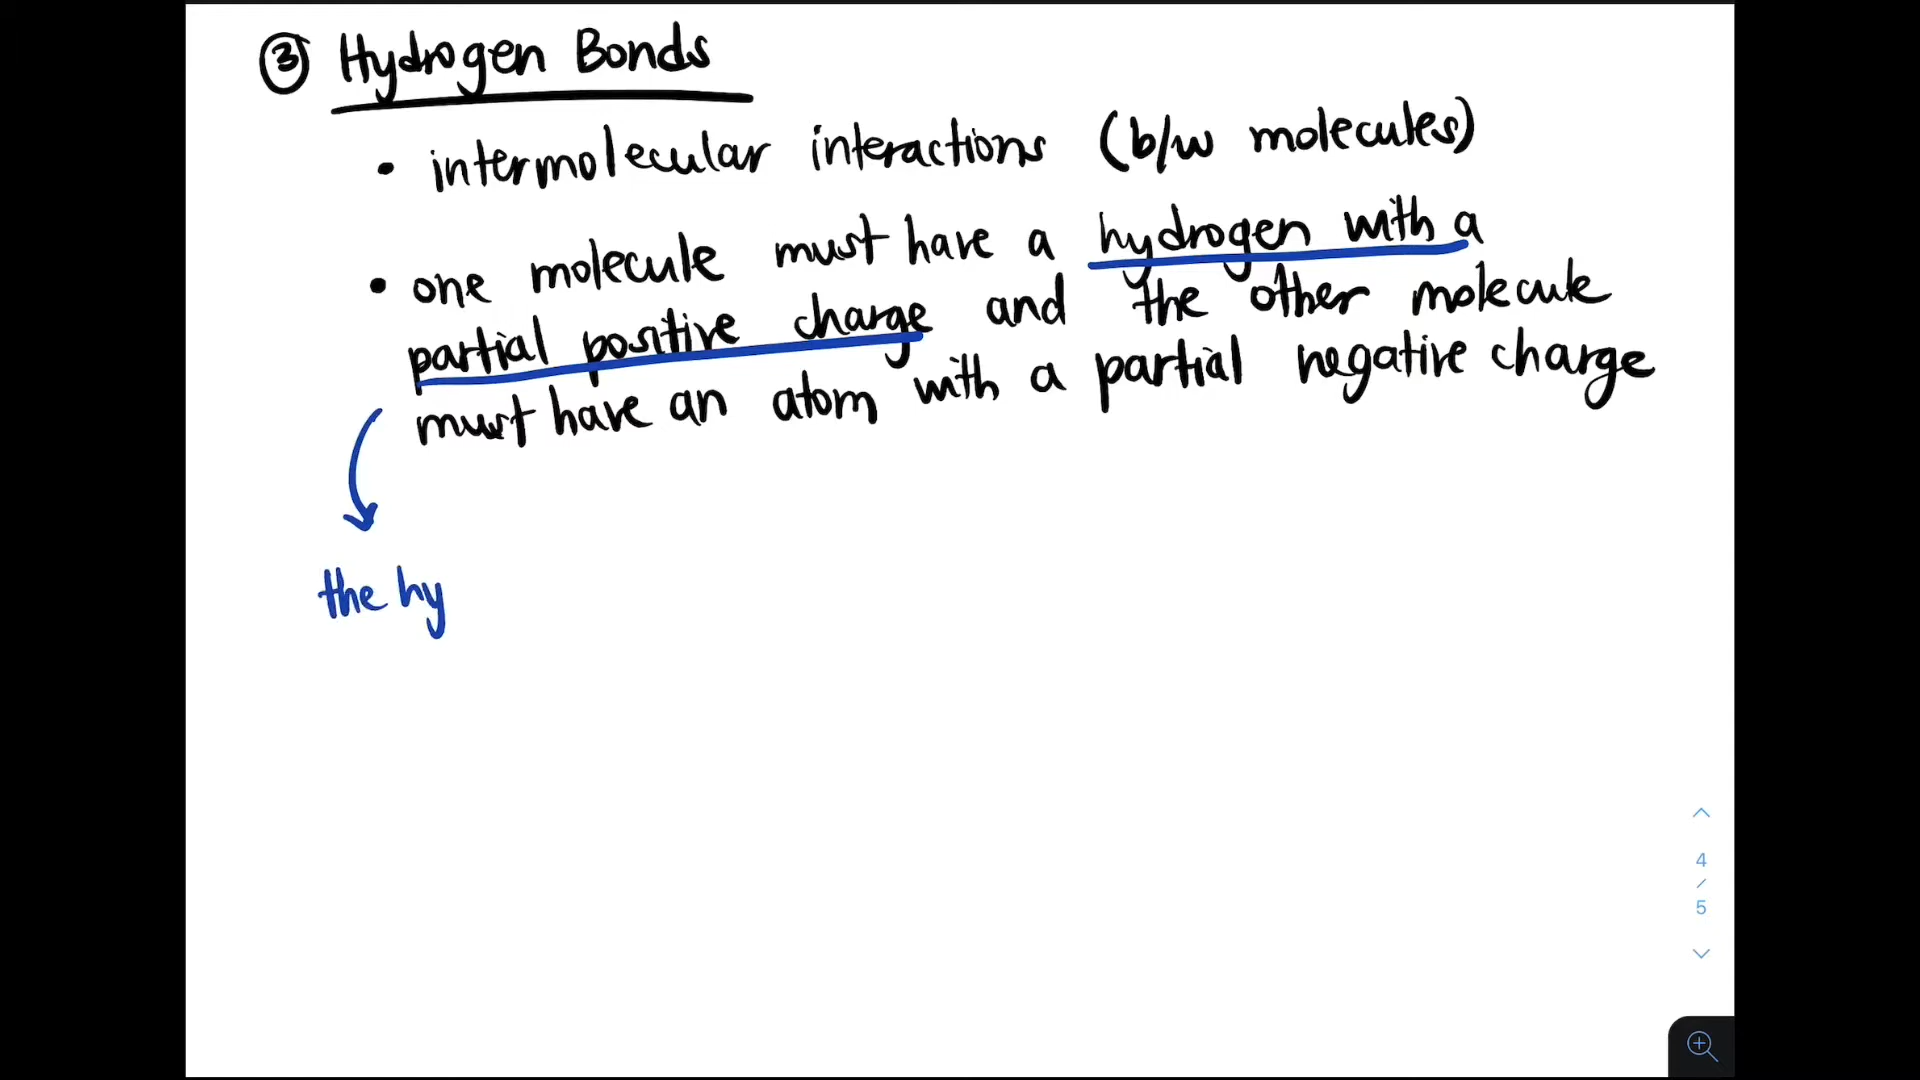 ③ Hydrogen Bonds
• intermolecular interactions (b/w molecules)
• one molecule must have a hydrogen with a
partial positive charge and the other molecule
must have an atom with a partial negative charge
the hy
4
/
5